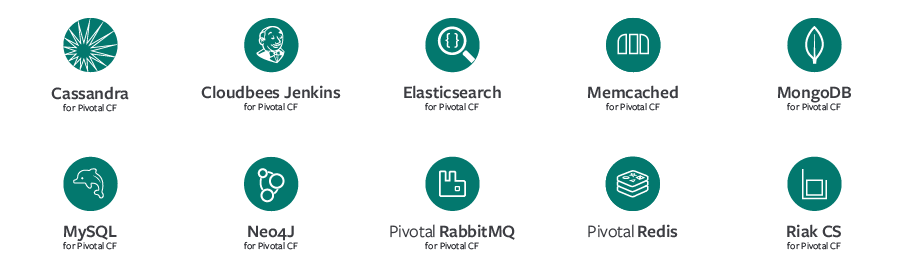 Cassandra
for Pivotal CF
Cloudbees Jenkins
for Pivotal CF
Elasticsearch
for Pivotal CF
Memcached
for Pivotal CF
MongoDB
for Pivotal CF
MySQL
for Pivotal CF
Neo4J
for Pivotal CF
Pivotal RabbitMQ
for Pivotal CF
Pivotal Redis
Riak CS
for Pivotal CF